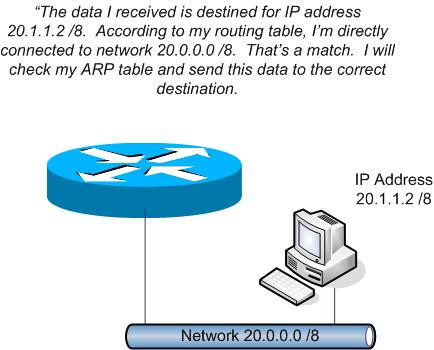 “The data I received is destined for IP address
20.1.1.2 /8.  According to my routing table, I’m directly
connected to network 20.0.0.0 /8.  That’s a match.  I will
check my ARP table and send this data to the correct
destination.
IP Address
20.1.1.2 /8
Network 20.0.0.0 /8